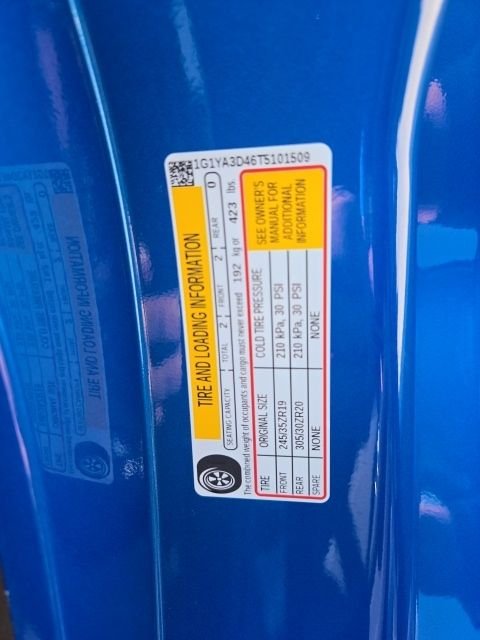 1G1YA3D46T5101509
TIRE AND LOADING INFORMATION
SEATING CAPACITY TOTAL 2 FRONT 2 REAR 0
The combined weight of occupants and cargo must never exceed 192 kg or 423 lbs.
TIRE ORIGINAL SIZE COLD TIRE PRESSURE
FRONT 245/35ZR19 210 kPa, 30 PSI
REAR 305/30ZR20 210 kPa, 30 PSI
SPARE NONE NONE
SEE OWNER'S
MANUAL FOR
ADDITIONAL
INFORMATION